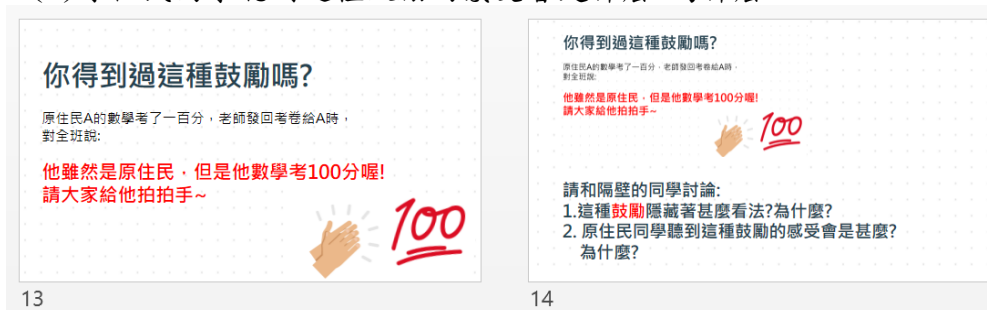 你得到過這種鼓勵嗎?
原住民A的數學考了一百分，老師發回考卷給A時，
對全班說:
他雖然是原住民，但是他數學考100分喔!
請大家給他拍拍手~
100
13
你得到過這種鼓勵嗎?
原住民A的數學考了一百分，老師發回考卷給A時，
對全班說:
他雖然是原住民，但是他數學考100分喔!
請大家給他拍拍手~
100
請和隔壁的同學討論:
1.這種鼓勵隱藏著甚麼看法?為什麼?
2. 原住民同學聽到這種鼓勵的感受會是甚麼?
為什麼?
14